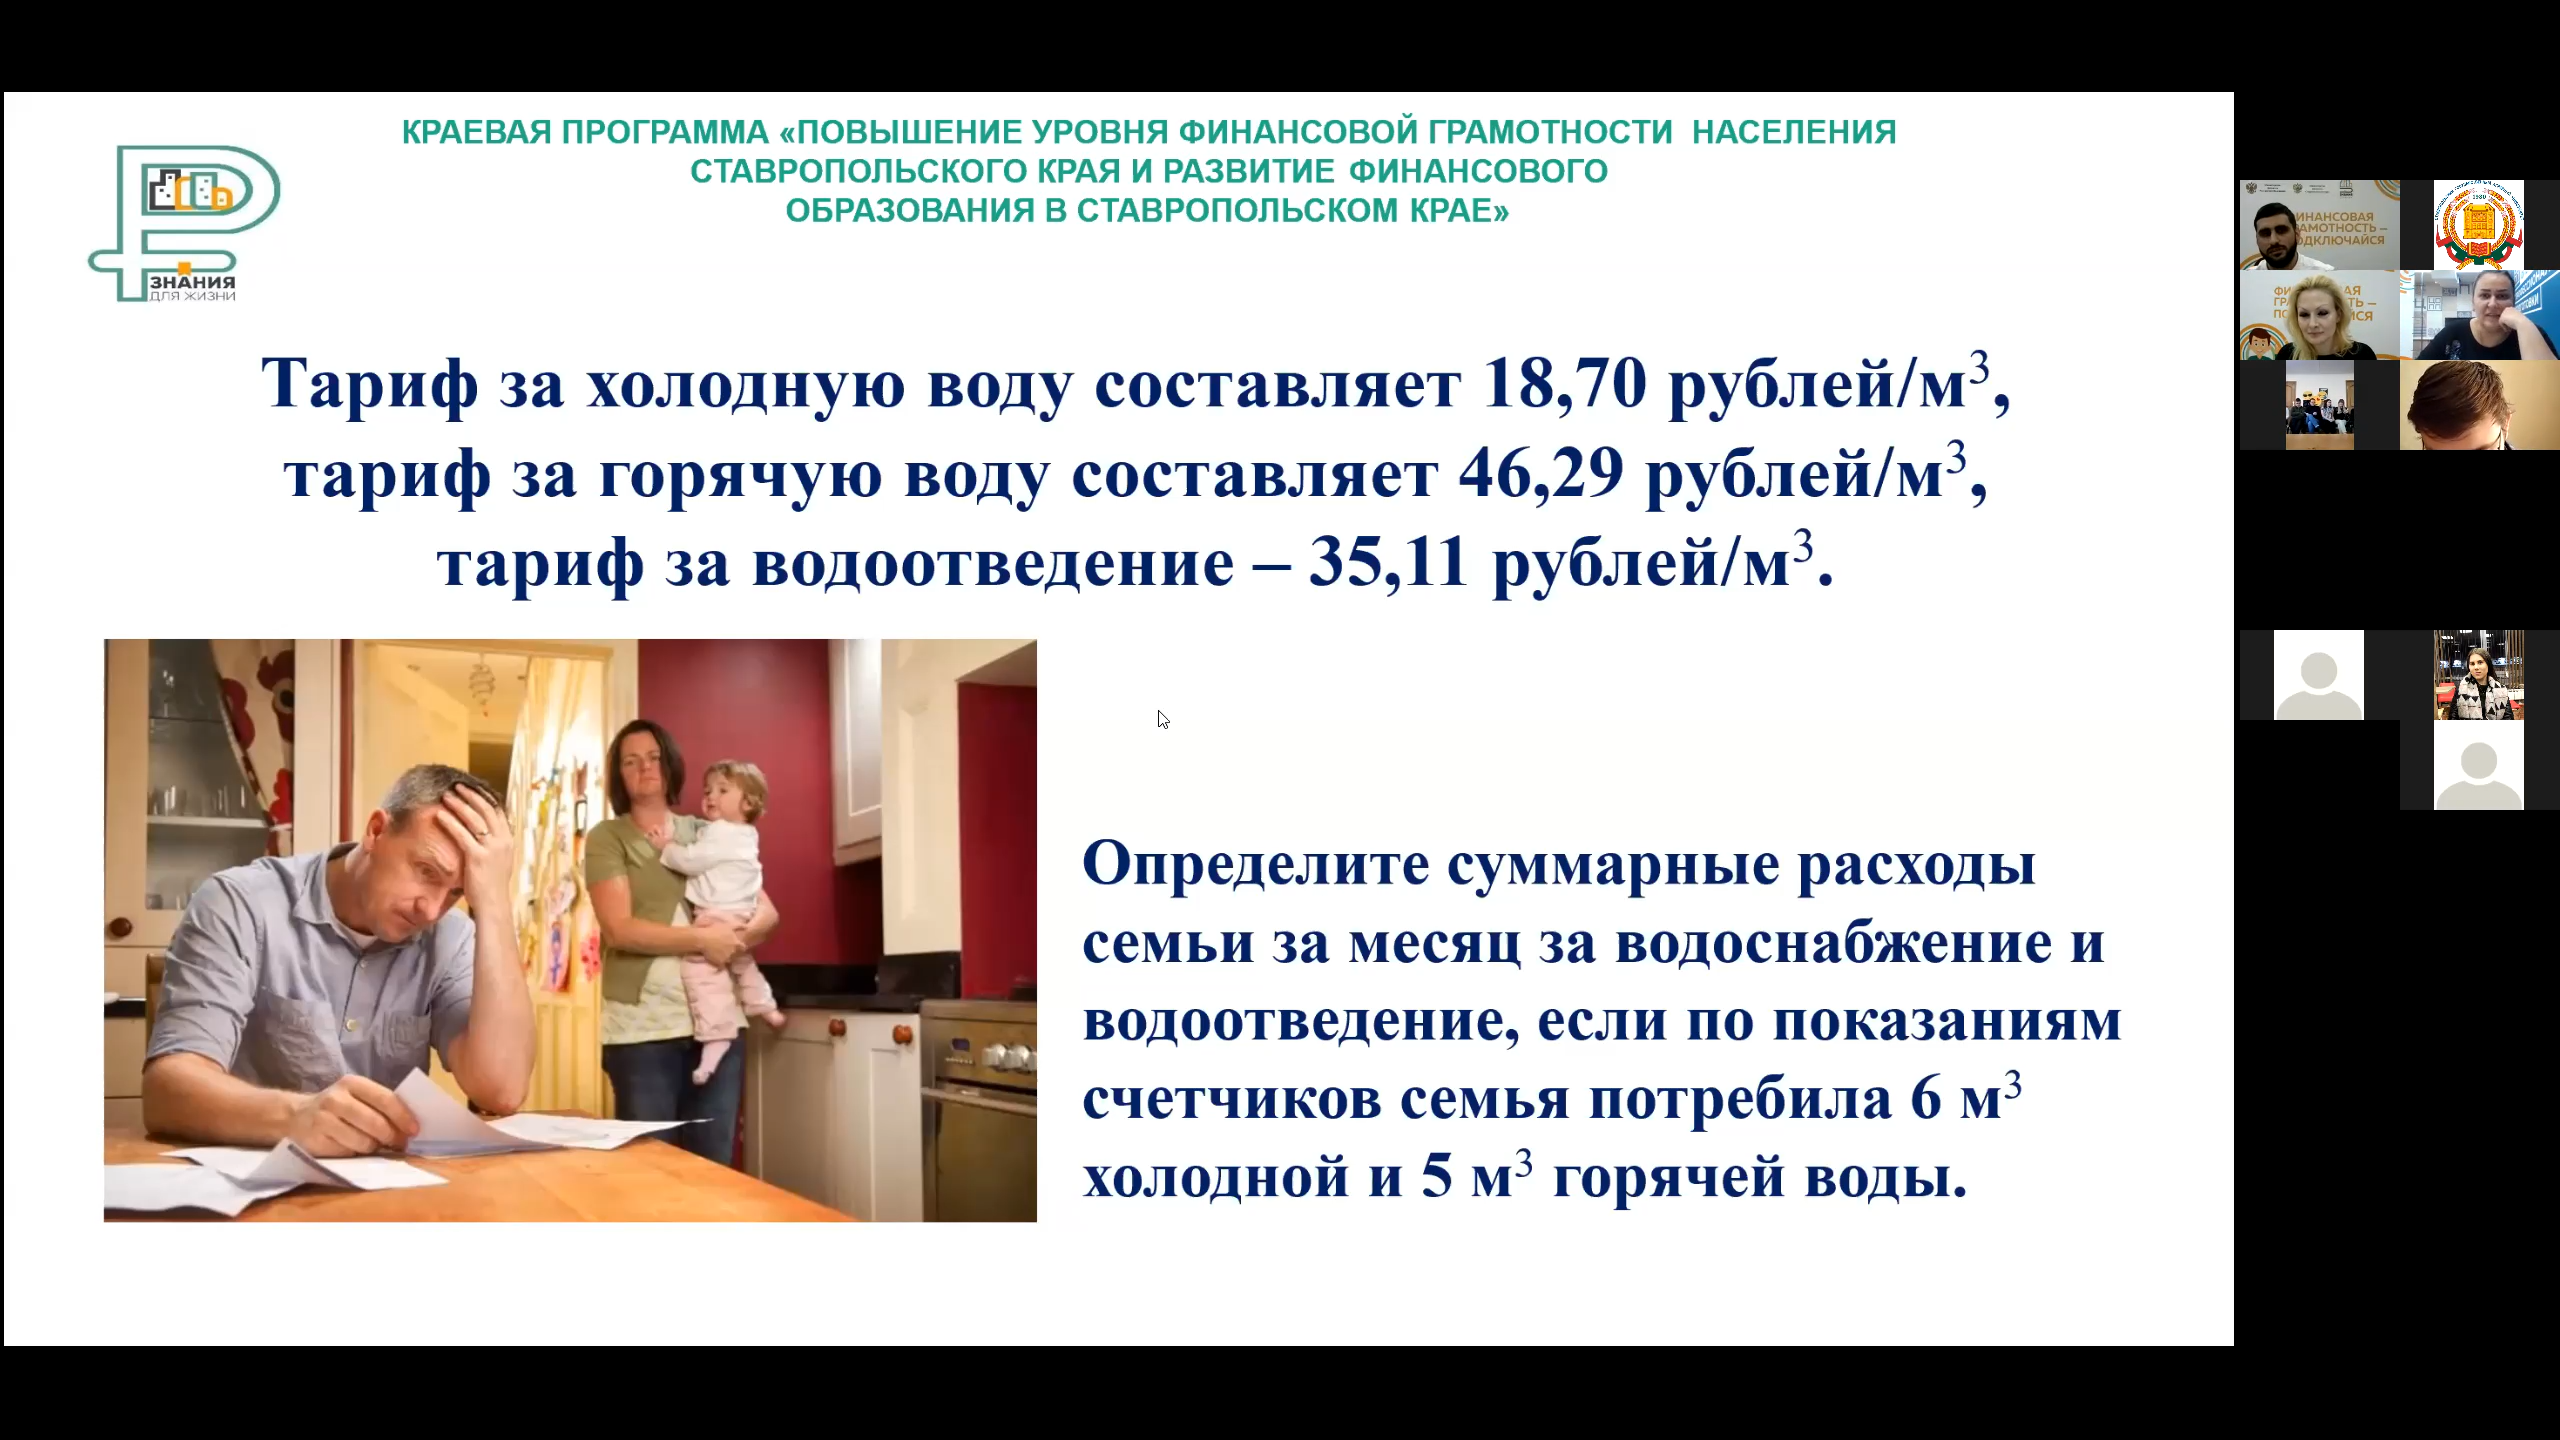 КРАЕВАЯ ПРОГРАММА «ПОВЫШЕНИЕ УРОВНЯ ФИНАНСОВОЙ ГРАМОТНОСТИ НАСЕЛЕНИЯ
СТАВРОПОЛЬСКОГО КРАЯ И РАЗВИТИЕ ФИНАНСОВОГО
ОБРАЗОВАНИЯ В СТАВРОПОЛЬСКОМ КРАЕ»
ЗНАНИЯ
ДЛЯ ЖИЗНИ
Тариф за холодную воду составляет 18,70 рублей/м³,
тариф за горячую воду составляет 46,29 рублей/м³,
тариф за водоотведение – 35,11 рублей/м³.
Определите суммарные расходы
семьи за месяц за водоснабжение и
водоотведение, если по показаниям
счетчиков семья потребила 6 м³
холодной и 5 м³ горячей воды.
ИНАНСОВАЯ
АМОТНОСТЬ –
ДКЛЮЧАЙСЯ